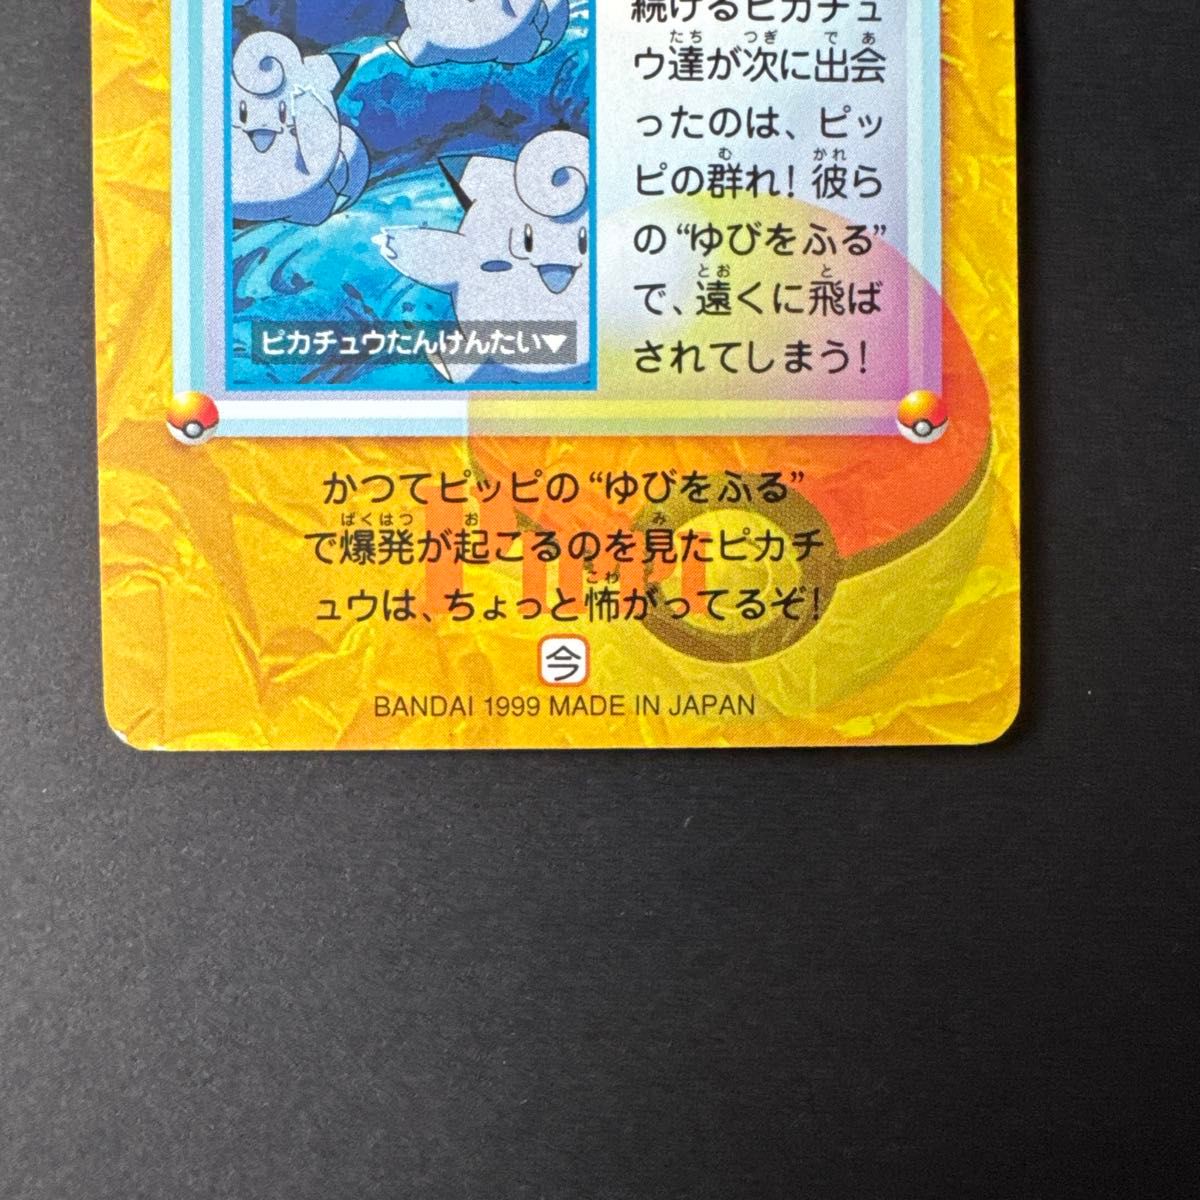 続けるピカチュ
ウ達が次に出会
ったのは、ピッ
ピの群れ! 彼ら
の“ゆびをふる”
で、遠くに飛ば
されてしまう!
ピカチュウたんけんたい▼
かつてピッピの“ゆびをふる”
で爆発が起こるのを見たピカチ
ュウは、ちょっと怖がってるぞ!
今
BANDAI 1999 MADE IN JAPAN